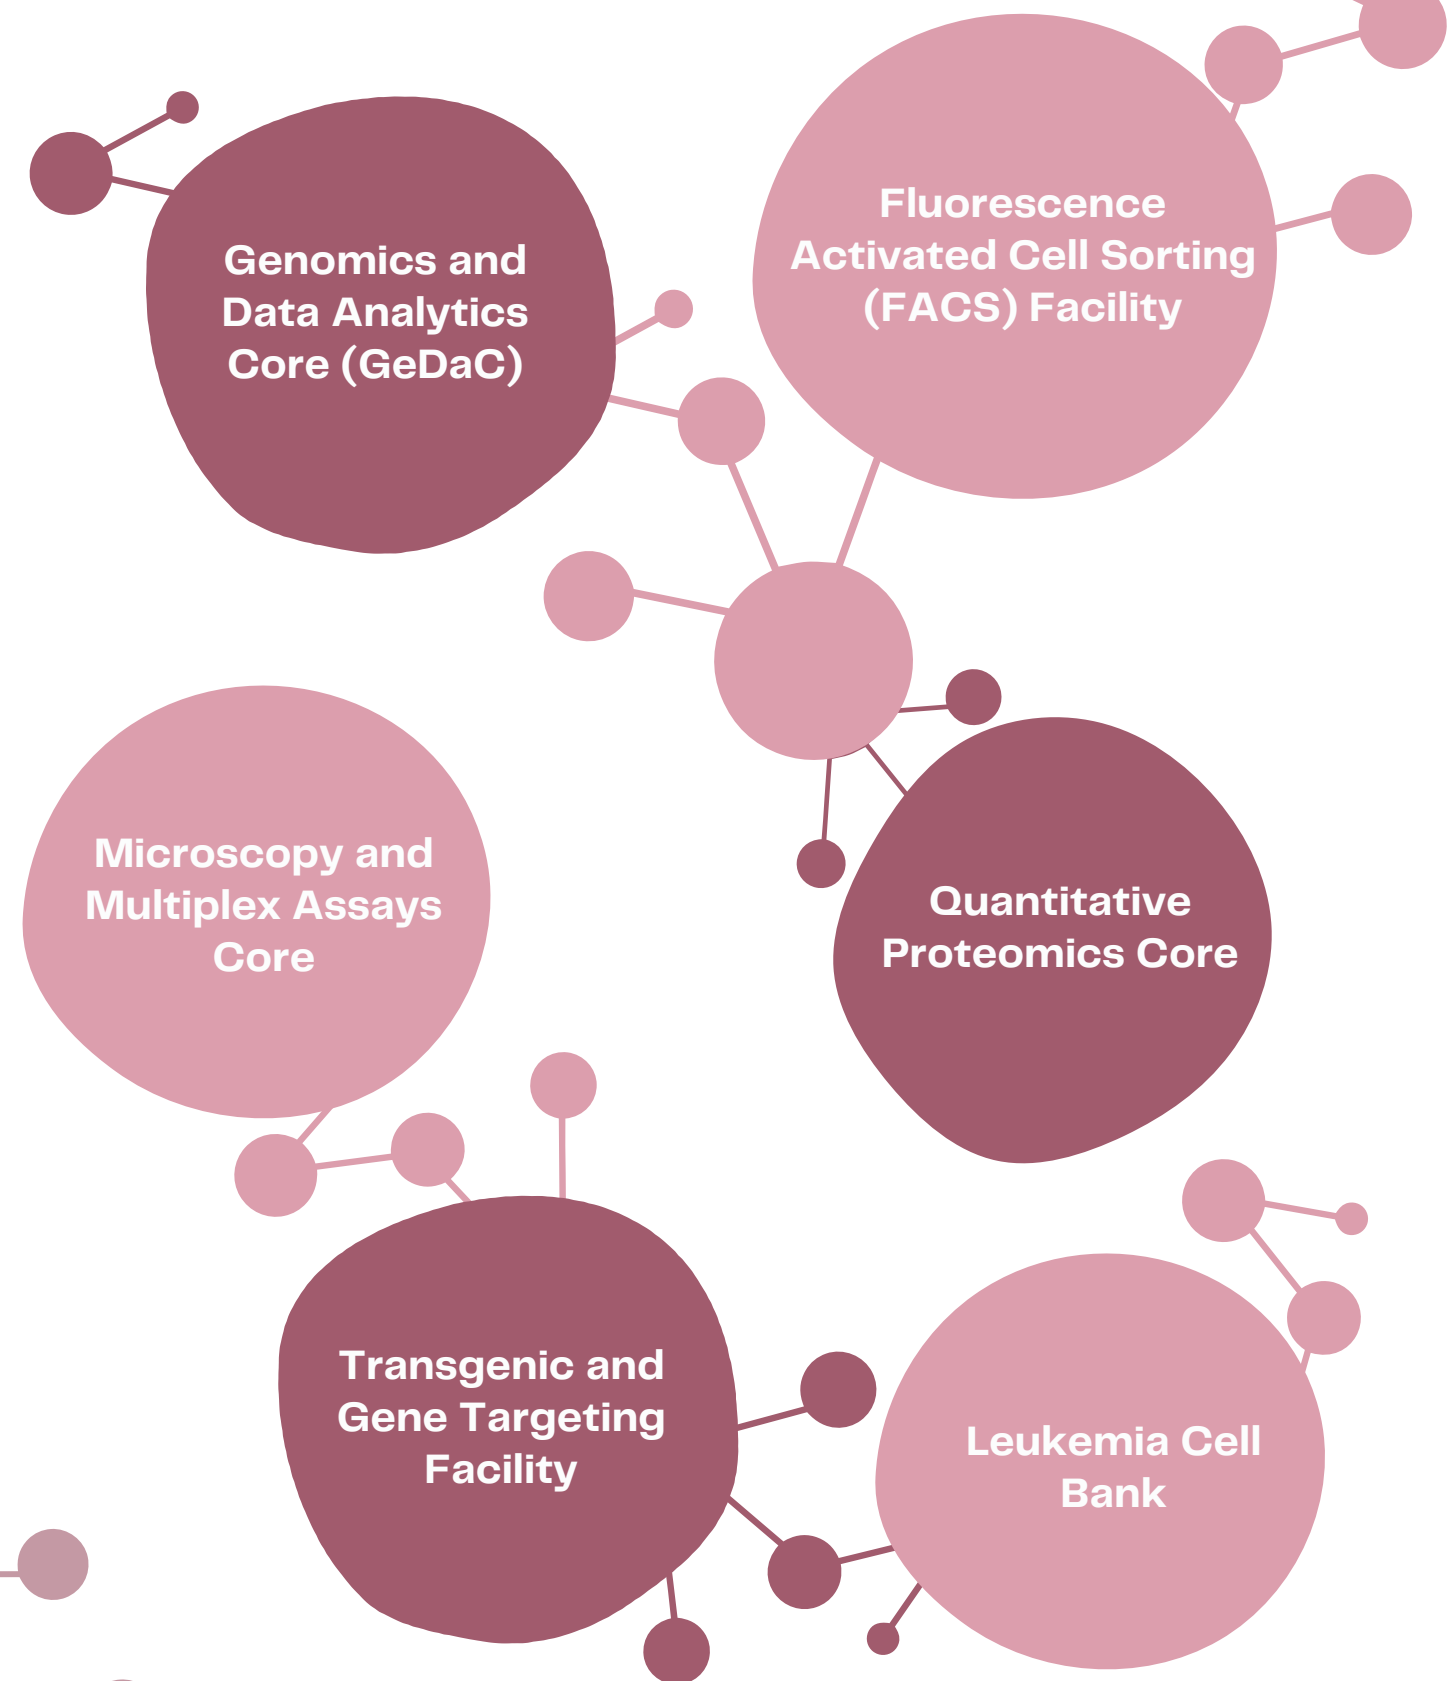 Genomics and
Data Analytics
Core (GeDaC)
Fluorescence
Activated Cell Sorting
(FACS) Facility
Microscopy and
Multiplex Assays
Core
Quantitative
Proteomics Core
Transgenic and
Gene Targeting
Facility
Leukemia Cell
Bank